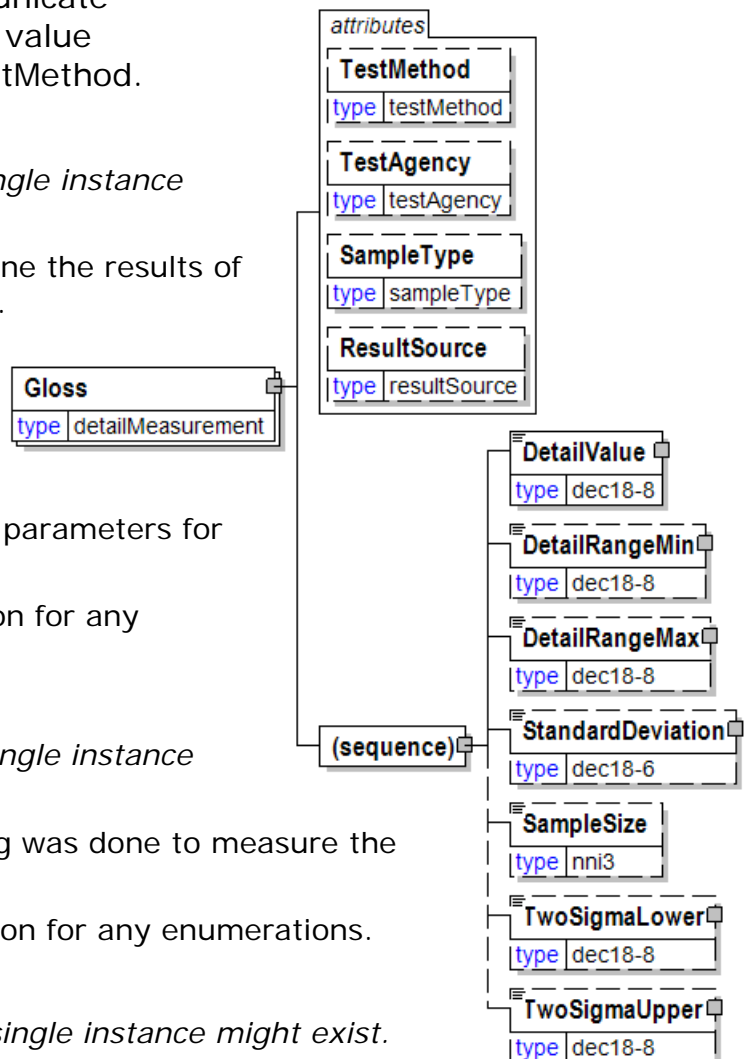 value
tMethod.
ngle instance
ne the results of
parameters for
on for any
ngle instance
g was done to measure the
on for any enumerations.
single instance might exist.
Gloss
type detailMeasurement
attributes
TestMethod
type testMethod
TestAgency
type testAgency
SampleType
type sampleType
ResultSource
type resultSource
(sequence)
DetailValue
type dec18-8
DetailRangeMin
type dec18-8
DetailRangeMax
type dec18-8
StandardDeviation
type dec18-6
SampleSize
type nni3
TwoSigmaLower
type dec18-8
TwoSigmaUpper
type dec18-8